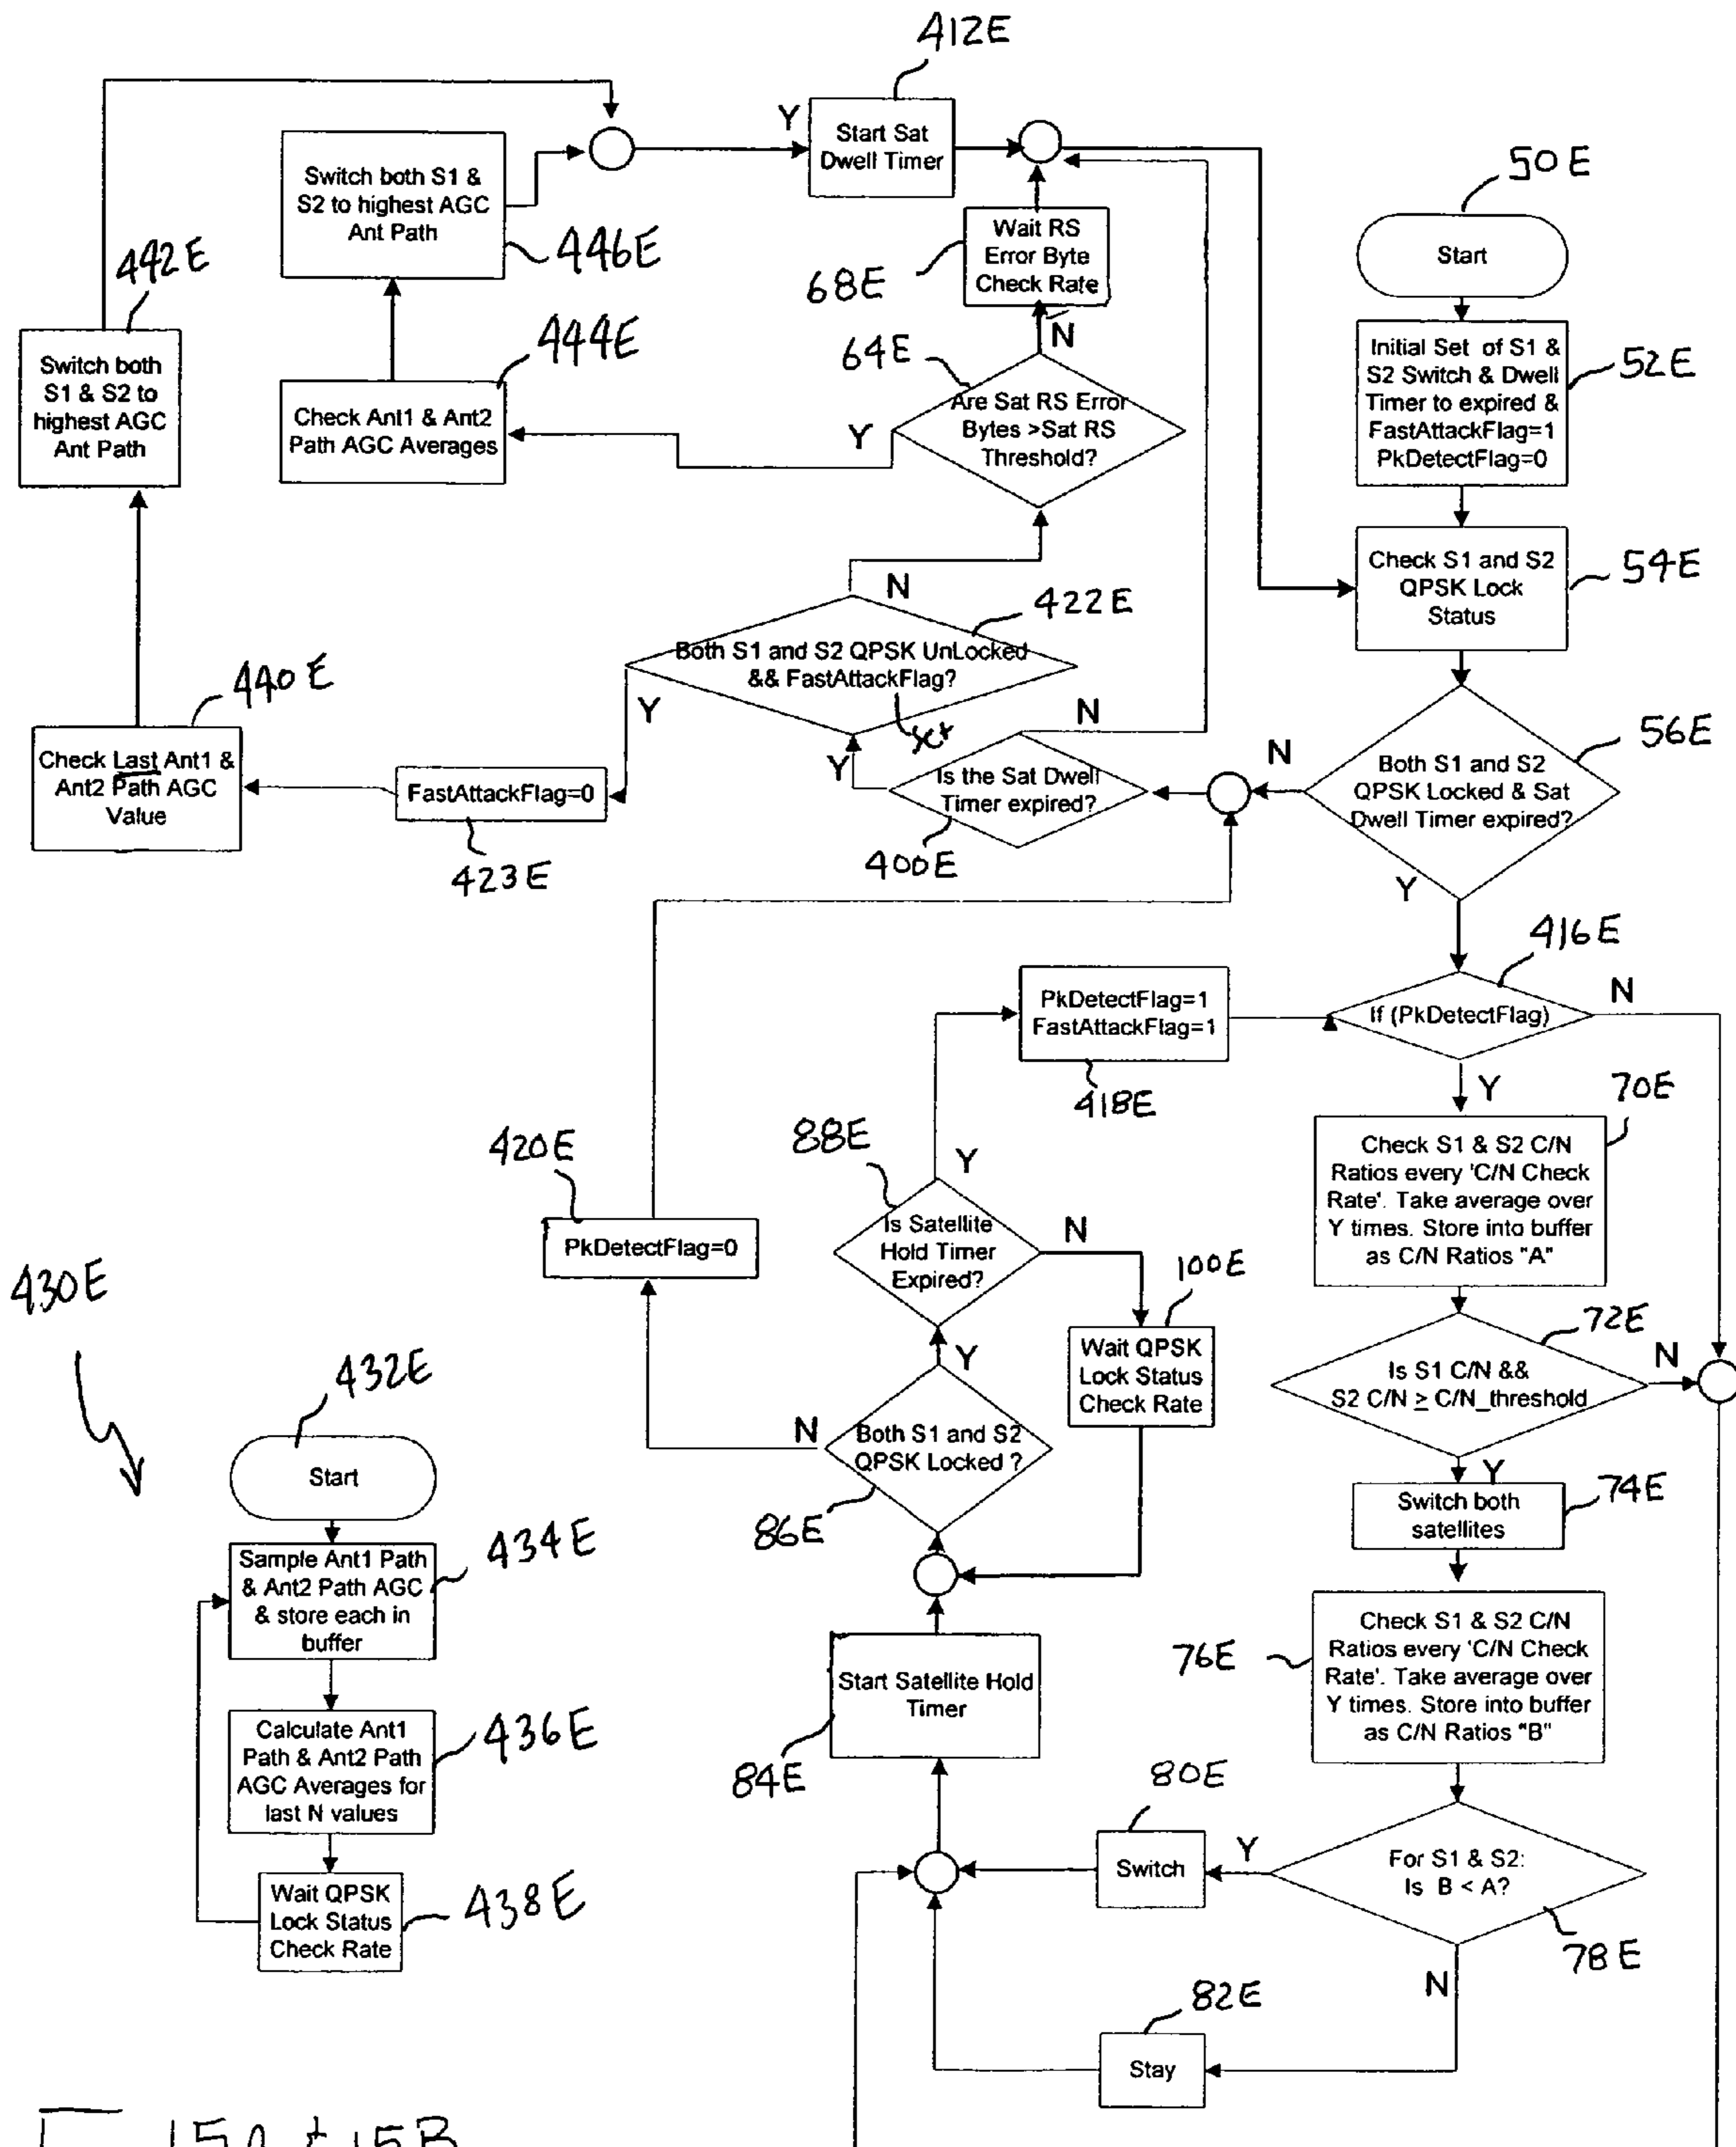 412E
Y
Start Sat
Dwell Timer
50E
Start
Switch both S1 &
S2 to highest AGC
Ant Path
446E
442E
Wait RS
Error Byte
Check Rate
68E
N
Switch both
S1 & S2 to
highest AGC
Ant Path
444E
Check Ant1 & Ant2
Path AGC Averages
64E
Y
Are Sat RS Error
Bytes >Sat RS
Threshold?
Initial Set of S1 &
S2 Switch & Dwell
Timer to expired &
FastAttackFlag=1
PkDetectFlag=0
52E
Check S1 and S2
QPSK Lock
Status
54E
N
422E
Both S1 and S2 QPSK UnLocked
&& FastAttackFlag?
set
Y
440E
Check Last Ant1 &
Ant2 Path AGC
Value
FastAttackFlag=0
423E
Y
N
Is the Sat Dwell
Timer expired?
400E
N
56E
Both S1 and S2
QPSK Locked & Sat
Dwell Timer expired?
Y
416E
If (PkDetectFlag)
N
Y
PkDetectFlag=1
FastAttackFlag=1
418E
70E
Check S1 & S2 C/N
Ratios every 'C/N Check
Rate'. Take average over
Y times. Store into buffer
as C/N Ratios "A"
420E
PkDetectFlag=0
88E
Y
Is Satellite
Hold Timer
Expired?
N
100E
Wait QPSK
Lock Status
Check Rate
72E
Is S1 C/N &&
S2 C/N ≥ C/N_threshold
N
Y
430E
432E
Start
Y
N
Both S1 and S2
QPSK Locked ?
86E
Switch both
satellites
74E
Sample Ant1 Path
& Ant2 Path AGC
& store each in
buffer
434E
Check S1 & S2 C/N
Ratios every 'C/N Check
Rate'. Take average over
Y times. Store into buffer
as C/N Ratios "B"
76E
Start Satellite Hold
Timer
84E
Calculate Ant1
Path & Ant2 Path
AGC Averages for
last N values
436E
80E
Switch
Y
For S1 & S2:
Is B < A?
78E
N
Wait QPSK
Lock Status
Check Rate
438E
82E
Stay
15A & 15B